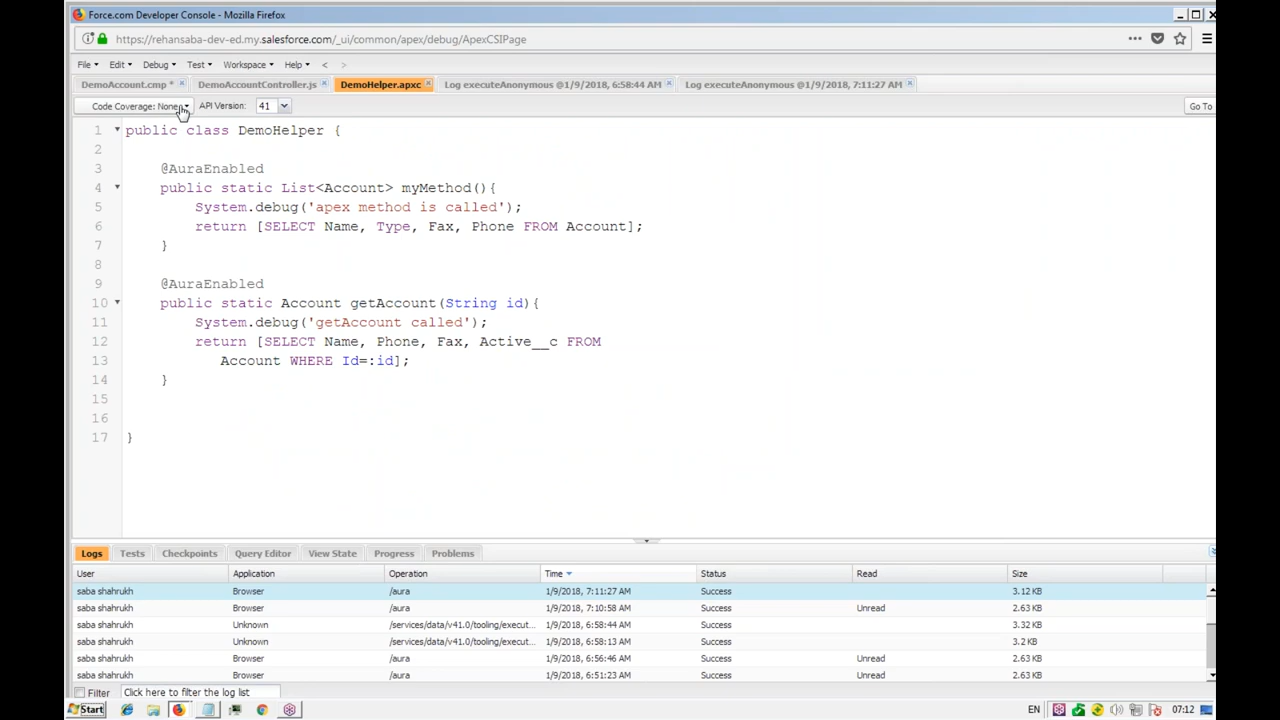 Force.com Developer Console - Mozilla Firefox
https://rehansaba-dev-ed.my.salesforce.com/_ui/common/apex/debug/ApexCSIPage
File Edit Debug Test Workspace Help < >
DemoAccount.cmp * DemoAccountController.js DemoHelper.apxc Log executeAnonymous @1/9/2018, 6:58:44 AM Log executeAnonymous @1/9/2018, 7:11:27 AM
Code Coverage: None API Version: 41 Go To
1 public class DemoHelper {
2
3 @AuraEnabled
4 public static List<Account> myMethod(){
5 System.debug('apex method is called');
6 return [SELECT Name, Type, Fax, Phone FROM Account];
7 }
8
9 @AuraEnabled
10 public static Account getAccount(String id){
11 System.debug('getAccount called');
12 return [SELECT Name, Phone, Fax, Active__c FROM
13 Account WHERE Id=:id];
14 }
15
16
17 }
Logs Tests Checkpoints Query Editor View State Progress Problems
User Application Operation Time Status Read Size
saba shahrukh Browser /aura 1/9/2018, 7:11:27 AM Success 3.12 KB
saba shahrukh Browser /aura 1/9/2018, 7:10:58 AM Success Unread 2.63 KB
saba shahrukh Unknown /services/data/v41.0/tooling/execut... 1/9/2018, 6:58:44 AM Success 3.32 KB
saba shahrukh Unknown /services/data/v41.0/tooling/execut... 1/9/2018, 6:58:13 AM Success 3.2 KB
saba shahrukh Browser /aura 1/9/2018, 6:56:46 AM Success Unread 2.63 KB
saba shahrukh Browser /aura 1/9/2018, 6:51:23 AM Success Unread 2.63 KB
Filter Click here to filter the log list
Start EN 07:12